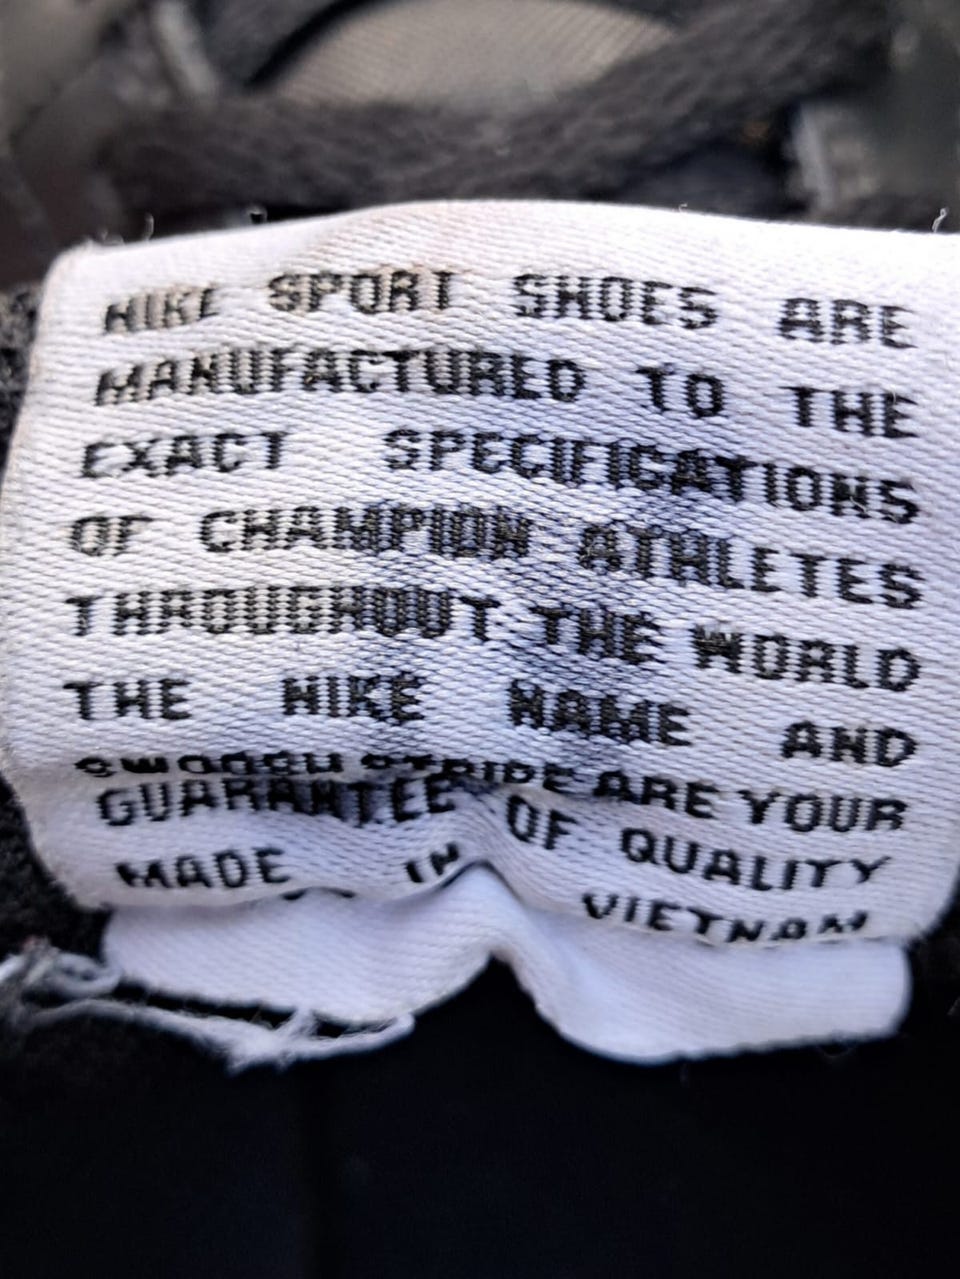 NIKE SPORT SHOES ARE
MANUFACTURED TO THE
EXACT SPECIFICATIONS
OF CHAMPION ATHLETES
THROUGHOUT THE WORLD
THE NIKE NAME AND
SWOOSH STRIPE ARE YOUR
GUARANTEE OF QUALITY
MADE IN VIETNAM